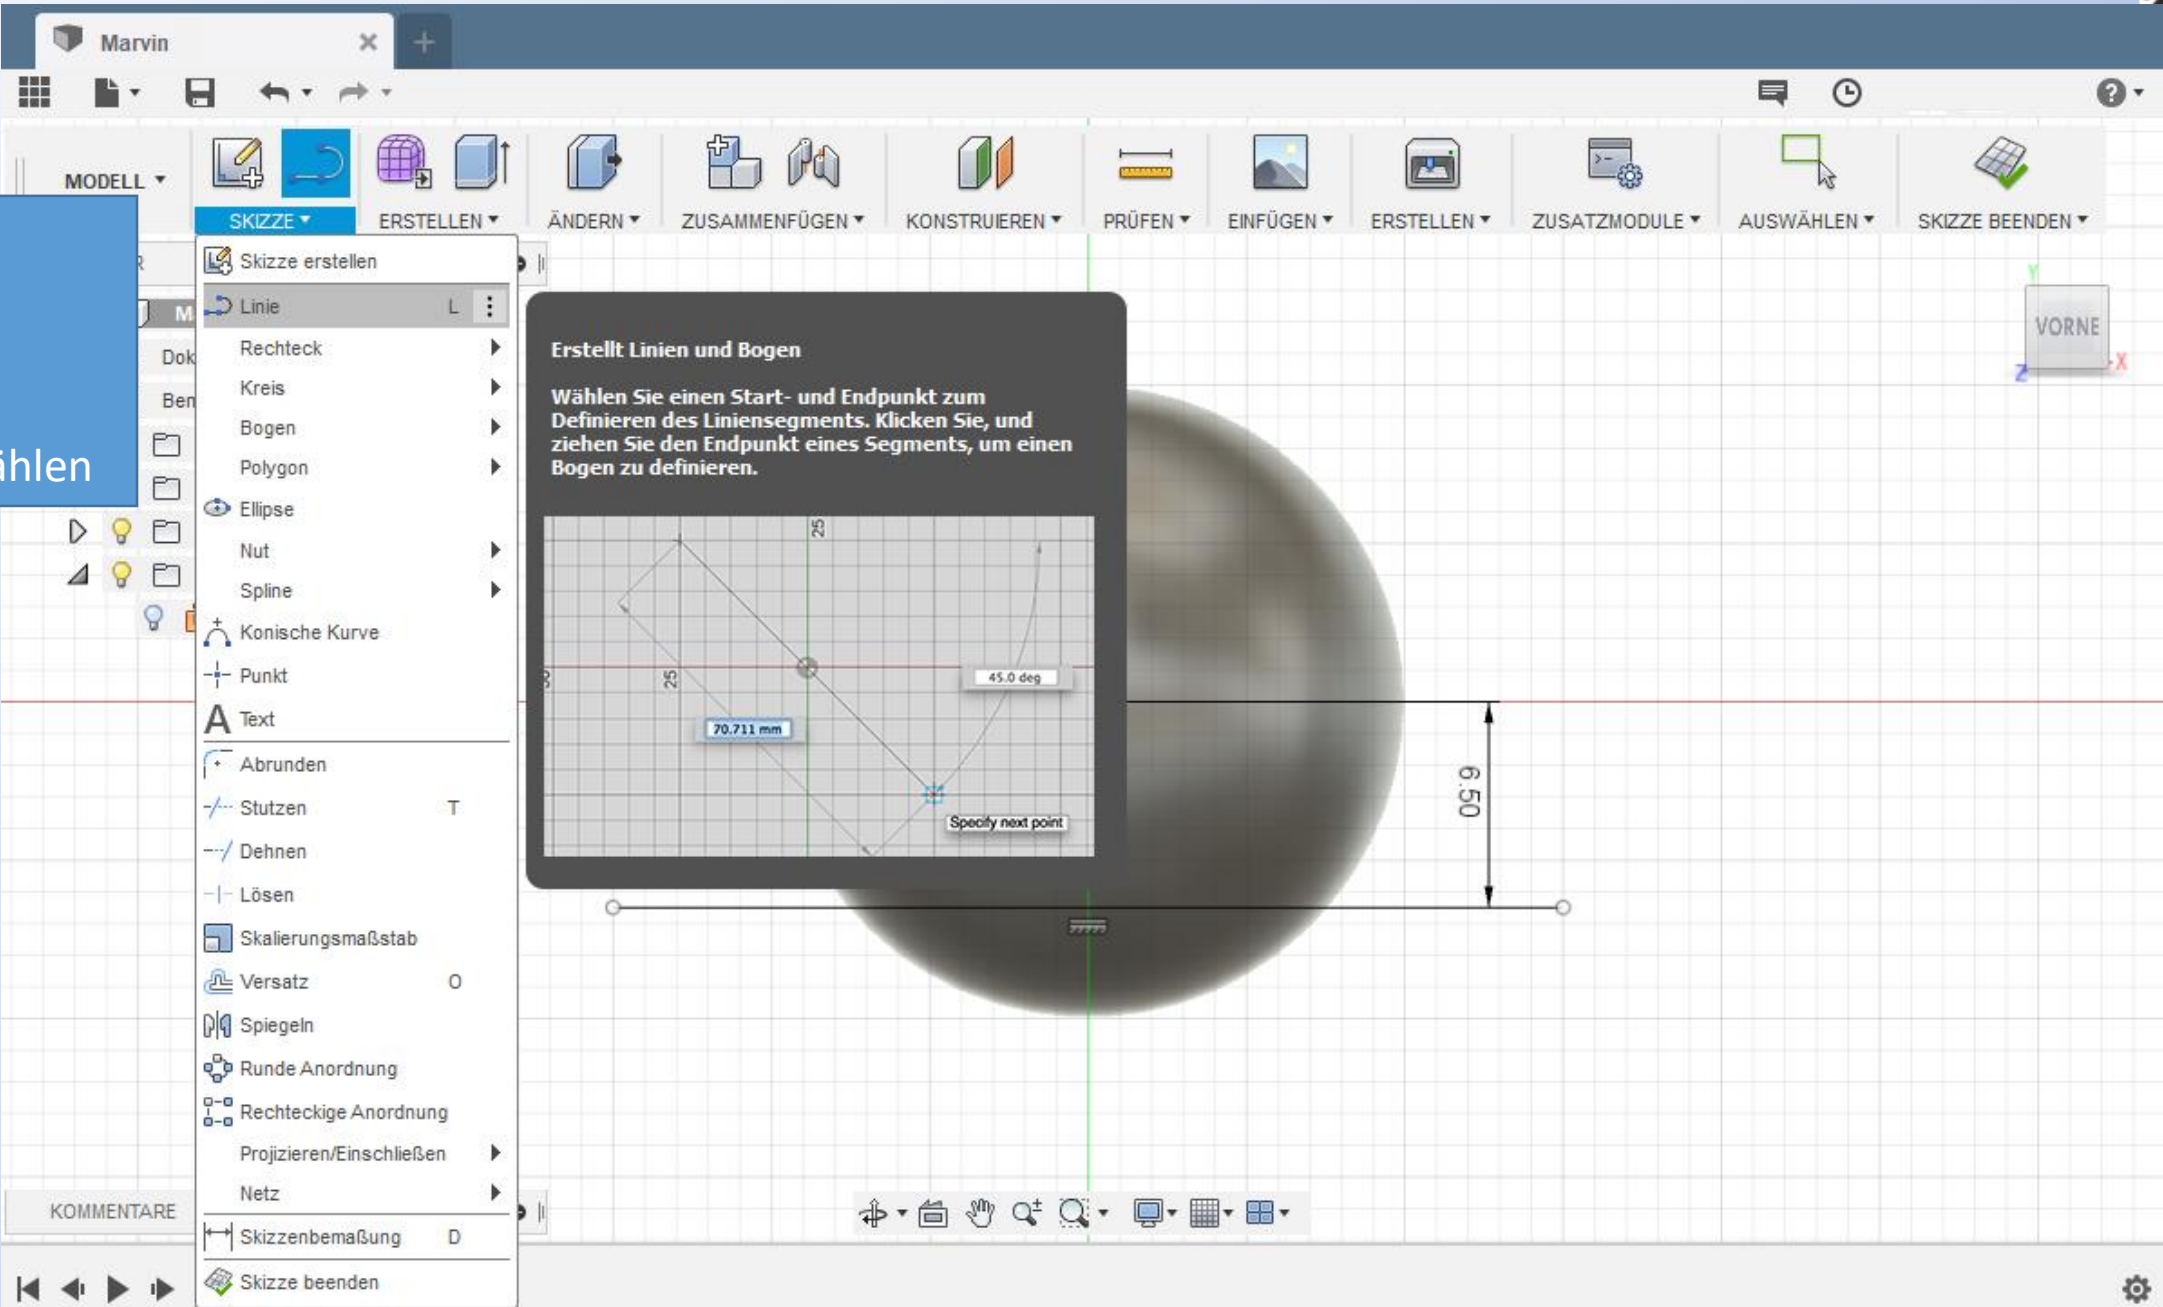 Marvin
MODELL
SKIZZE
ERSTELLEN
ÄNDERN
ZUSAMMENFÜGEN
KONSTRUIEREN
PRÜFEN
EINFÜGEN
ERSTELLEN
ZUSATZMODULE
AUSWÄHLEN
SKIZZE BEENDEN
ählen
R
M
Dok
Ben
Skizze erstellen
Linie L
Rechteck
Kreis
Bogen
Polygon
Ellipse
Nut
Spline
Konische Kurve
Punkt
Text
Abrunden
Stutzen T
Dehnen
Lösen
Skalierungsmaßstab
Versatz O
Spiegeln
Runde Anordnung
Rechteckige Anordnung
Projizieren/Einschließen
Netz
Skizzenbemaßung D
Skizze beenden
Erstellt Linien und Bogen
Wählen Sie einen Start- und Endpunkt zum
Definieren des Liniensegments. Klicken Sie, und
ziehen Sie den Endpunkt eines Segments, um einen
Bogen zu definieren.
25
25
45.0 deg
70.711 mm
Specify next point
Y
VORNE
X
Z
6.50
KOMMENTARE